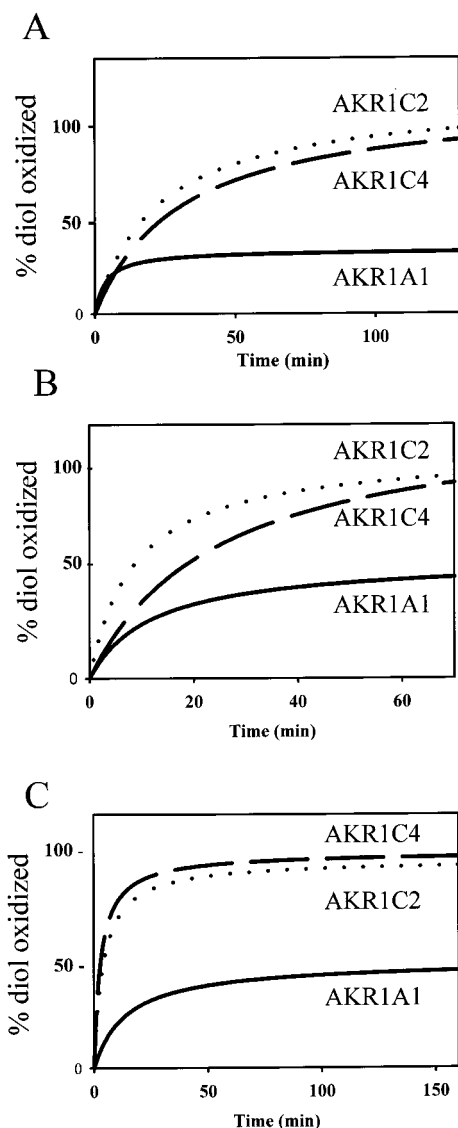 A
% diol oxidized
100
50
0
AKR1C2
AKR1C4
AKR1A1
0 50 100
Time (min)
B
% diol oxidized
100
50
0
AKR1C2
AKR1C4
AKR1A1
0 20 40 60
Time (min)
C
% diol oxidized
100
50
0
AKR1C4
AKR1C2
AKR1A1
0 50 100 150
Time (min)